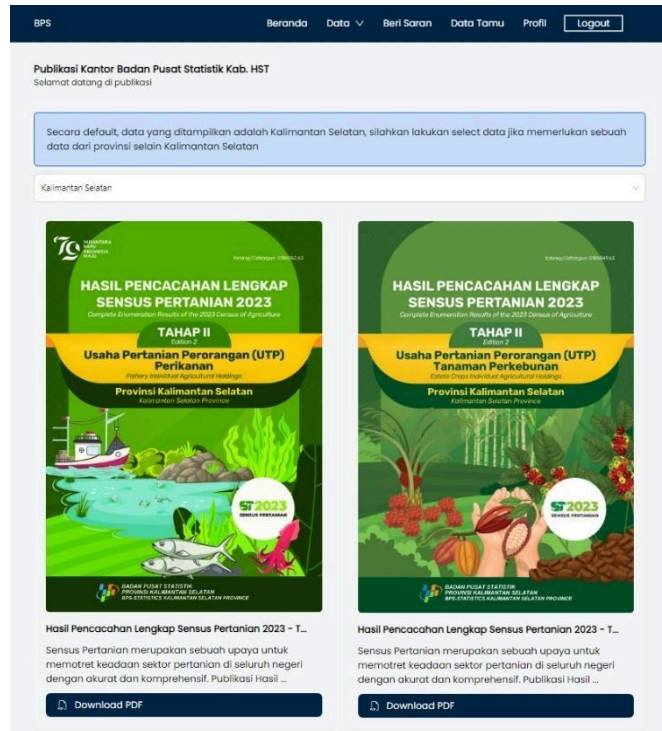 BPS Beranda Data Beri Saran Data Tamu Profil Logout
Publikasi Kantor Badan Pusat Statistik Kab. HST
Selamat datang di publikasi
Secara default, data yang ditampilkan adalah Kalimantan Selatan, silahkan lakukan select data jika memerlukan sebuah
data dari provinsi selain Kalimantan Selatan
Kalimantan Selatan
79 NUSANTARA
BARU
INDONESIA
MAJU
HASIL PENCACAHAN LENGKAP
SENSUS PERTANIAN 2023
Complete Enumeration Results of the 2023 Census of Agriculture
TAHAP II
Edition 2
Usaha Pertanian Perorangan (UTP)
Perikanan
Fishery Individual Agricultural Holdings
Provinsi Kalimantan Selatan
Kalimantan Selatan Province
ST2023
SENSUS PERTANIAN
BADAN PUSAT STATISTIK
PROVINSI KALIMANTAN SELATAN
BPS-STATISTICS KALIMANTAN SELATAN PROVINCE
Hasil Pencacahan Lengkap Sensus Pertanian 2023 - T...
Sensus Pertanian merupakan sebuah upaya untuk
memotret keadaan sektor pertanian di seluruh negeri
dengan akurat dan komprehensif. Publikasi Hasil ...
Download PDF
HASIL PENCACAHAN LENGKAP
SENSUS PERTANIAN 2023
Complete Enumeration Results of the 2023 Census of Agriculture
TAHAP II
Edition 2
Usaha Pertanian Perorangan (UTP)
Tanaman Perkebunan
Estate Crops Individual Agricultural Holdings
Provinsi Kalimantan Selatan
Kalimantan Selatan Province
ST2023
SENSUS PERTANIAN
BADAN PUSAT STATISTIK
PROVINSI KALIMANTAN SELATAN
BPS-STATISTICS KALIMANTAN SELATAN PROVINCE
Hasil Pencacahan Lengkap Sensus Pertanian 2023 - T...
Sensus Pertanian merupakan sebuah upaya untuk
memotret keadaan sektor pertanian di seluruh negeri
dengan akurat dan komprehensif. Publikasi Hasil ...
Download PDF